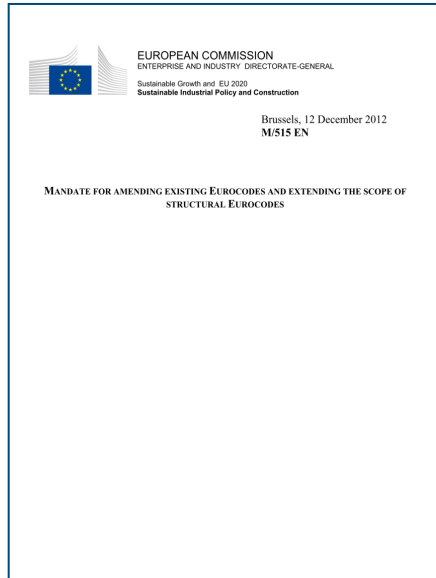 EUROPEAN COMMISSION
ENTERPRISE AND INDUSTRY DIRECTORATE-GENERAL
Sustainable Growth and EU 2020
Sustainable Industrial Policy and Construction
Brussels, 12 December 2012
M/515 EN
MANDATE FOR AMENDING EXISTING EUROCODES AND EXTENDING THE SCOPE OF
STRUCTURAL EUROCODES